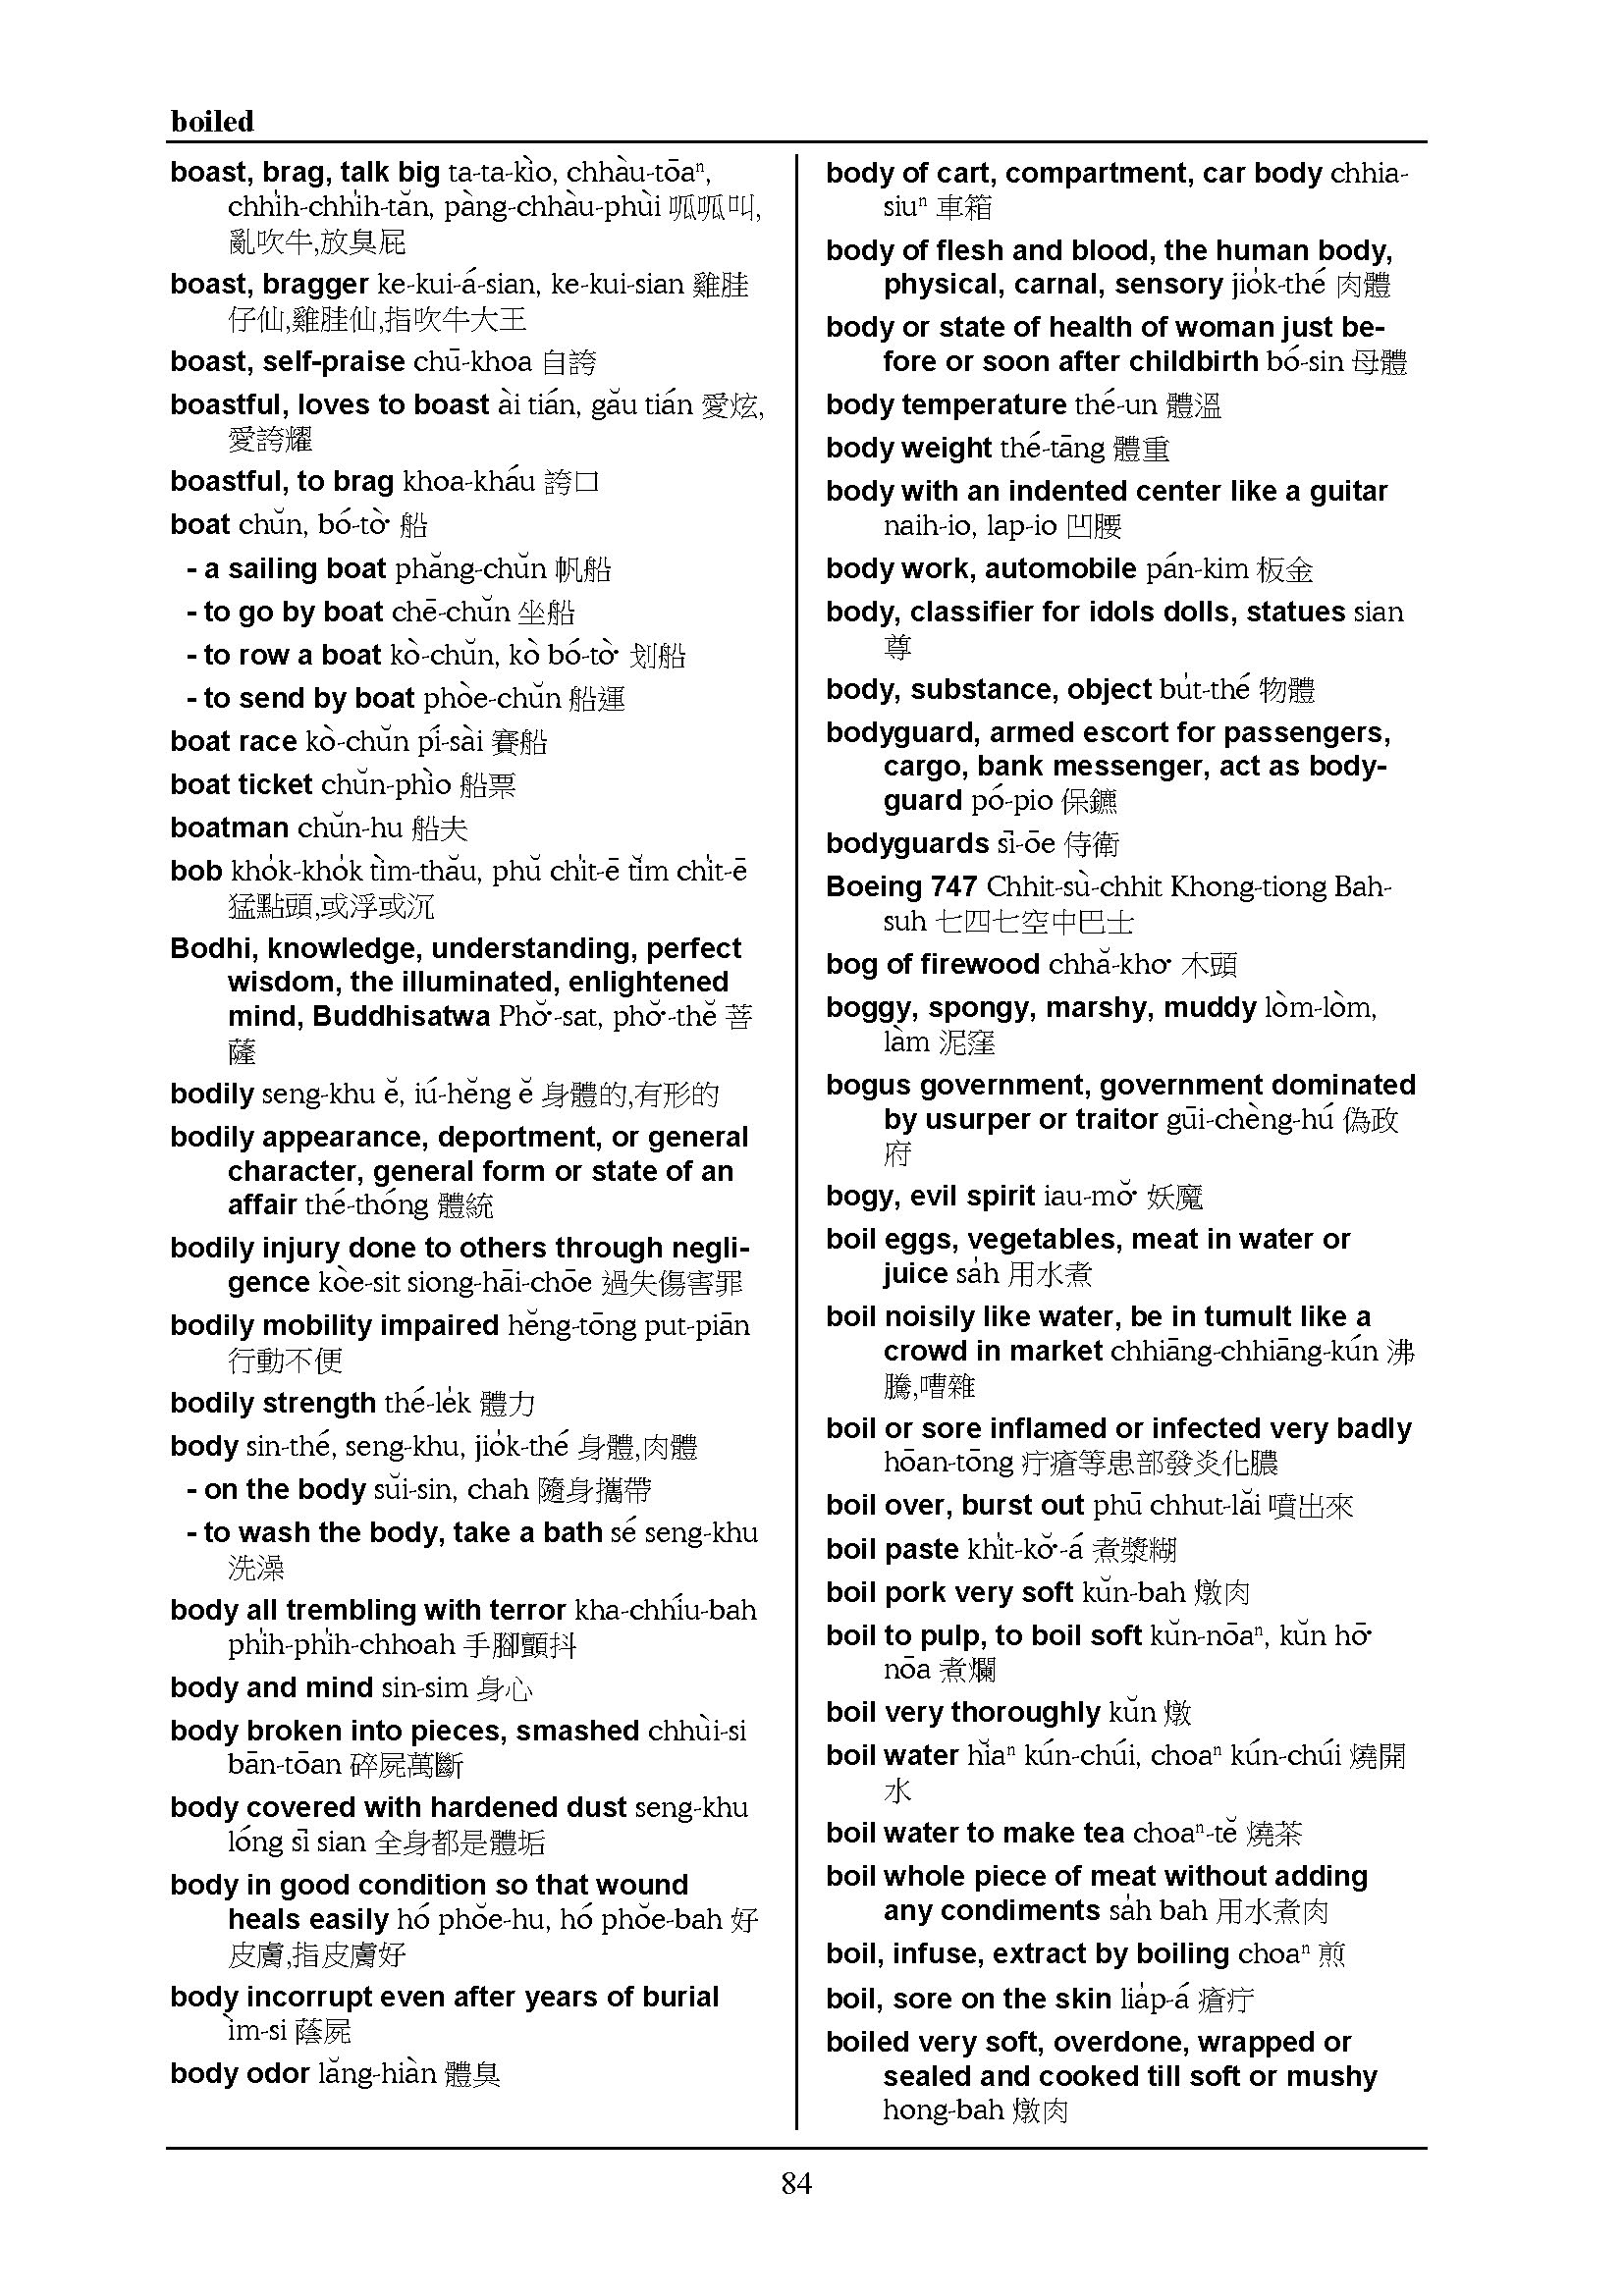 boiled
boast, brag, talk big ta-ta-kìo, chhàu-tōaⁿ,
chhi̍h-chhi̍h-tăn, pàng-chhàu-phùi 呱呱叫,
亂吹牛,放臭屁
boast, bragger ke-kui-á-sian, ke-kui-sian 雞胿
仔仙,雞胿仙,指吹牛大王
boast, self-praise chū-khoa 自誇
boastful, loves to boast ài tián, gău tián 愛炫,
愛誇耀
boastful, to brag khoa-kháu 誇口
boat chŭn, bó-tò͘ 船
- a sailing boat phăng-chŭn 帆船
- to go by boat chē-chŭn 坐船
- to row a boat kò-chŭn, kò bó-tò͘ 划船
- to send by boat phòe-chŭn 船運
boat race kò-chŭn pí-sài 賽船
boat ticket chŭn-phìo 船票
boatman chŭn-hu 船夫
bob kho̍k-kho̍k tìm-thău, phŭ chi̍t-ē tĭm chi̍t-ē
猛點頭,或浮或沉
Bodhi, knowledge, understanding, perfect
wisdom, the illuminated, enlightened
mind, Buddhisatwa Phŏ͘-sat, phŏ͘-thĕ 菩
薩
bodily seng-khu ĕ, iú-hĕng ĕ 身體的,有形的
bodily appearance, deportment, or general
character, general form or state of an
affair thé-thóng 體統
bodily injury done to others through negli-
gence kòe-sit siong-hāi-chōe 過失傷害罪
bodily mobility impaired hĕng-tōng put-piān
行動不便
bodily strength thé-le̍k 體力
body sin-thé, seng-khu, jio̍k-thé 身體,肉體
- on the body sŭi-sin, chah 隨身攜帶
- to wash the body, take a bath sé seng-khu
洗澡
body all trembling with terror kha-chhíu-bah
phi̍h-phi̍h-chhoah 手腳顫抖
body and mind sin-sim 身心
body broken into pieces, smashed chhùi-si
bān-tōan 碎屍萬斷
body covered with hardened dust seng-khu
lóng sī sian 全身都是體垢
body in good condition so that wound
heals easily hó phŏe-hu, hó phŏe-bah 好
皮膚,指皮膚好
body incorrupt even after years of burial
ìm-si 蔭屍
body odor lăng-hiàn 體臭
body of cart, compartment, car body chhia-
siuⁿ 車箱
body of flesh and blood, the human body,
physical, carnal, sensory jio̍k-thé 肉體
body or state of health of woman just be-
fore or soon after childbirth bó-sin 母體
body temperature thé-un 體溫
body weight thé-tāng 體重
body with an indented center like a guitar
naih-io, lap-io 凹腰
body work, automobile pán-kim 板金
body, classifier for idols dolls, statues sian
尊
body, substance, object bu̍t-thé 物體
bodyguard, armed escort for passengers,
cargo, bank messenger, act as body-
guard pó-pio 保鑣
bodyguards sī-ōe 侍衛
Boeing 747 Chhit-sù-chhit Khong-tiong Bah-
suh 七四七空中巴士
bog of firewood chhă-kho͘ 木頭
boggy, spongy, marshy, muddy lòm-lòm,
làm 泥窪
bogus government, government dominated
by usurper or traitor gūi-chèng-hú 偽政
府
bogy, evil spirit iau-mŏ͘ 妖魔
boil eggs, vegetables, meat in water or
juice sa̍h 用水煮
boil noisily like water, be in tumult like a
crowd in market chhiāng-chhiāng-kún 沸
騰,嘈雜
boil or sore inflamed or infected very badly
hōan-tōng 疔瘡等患部發炎化膿
boil over, burst out phū chhut-lăi 噴出來
boil paste khi̍t-kŏ͘-á 煮漿糊
boil pork very soft kŭn-bah 燉肉
boil to pulp, to boil soft kŭn-nōaⁿ, kŭn hō͘
nōa 煮爛
boil very thoroughly kŭn 燉
boil water hĭaⁿ kún-chúi, choaⁿ kún-chúi 燒開
水
boil water to make tea choaⁿ-tĕ 燒茶
boil whole piece of meat without adding
any condiments sa̍h bah 用水煮肉
boil, infuse, extract by boiling choaⁿ 煎
boil, sore on the skin lia̍p-á 瘡疔
boiled very soft, overdone, wrapped or
sealed and cooked till soft or mushy
hong-bah 燉肉
84